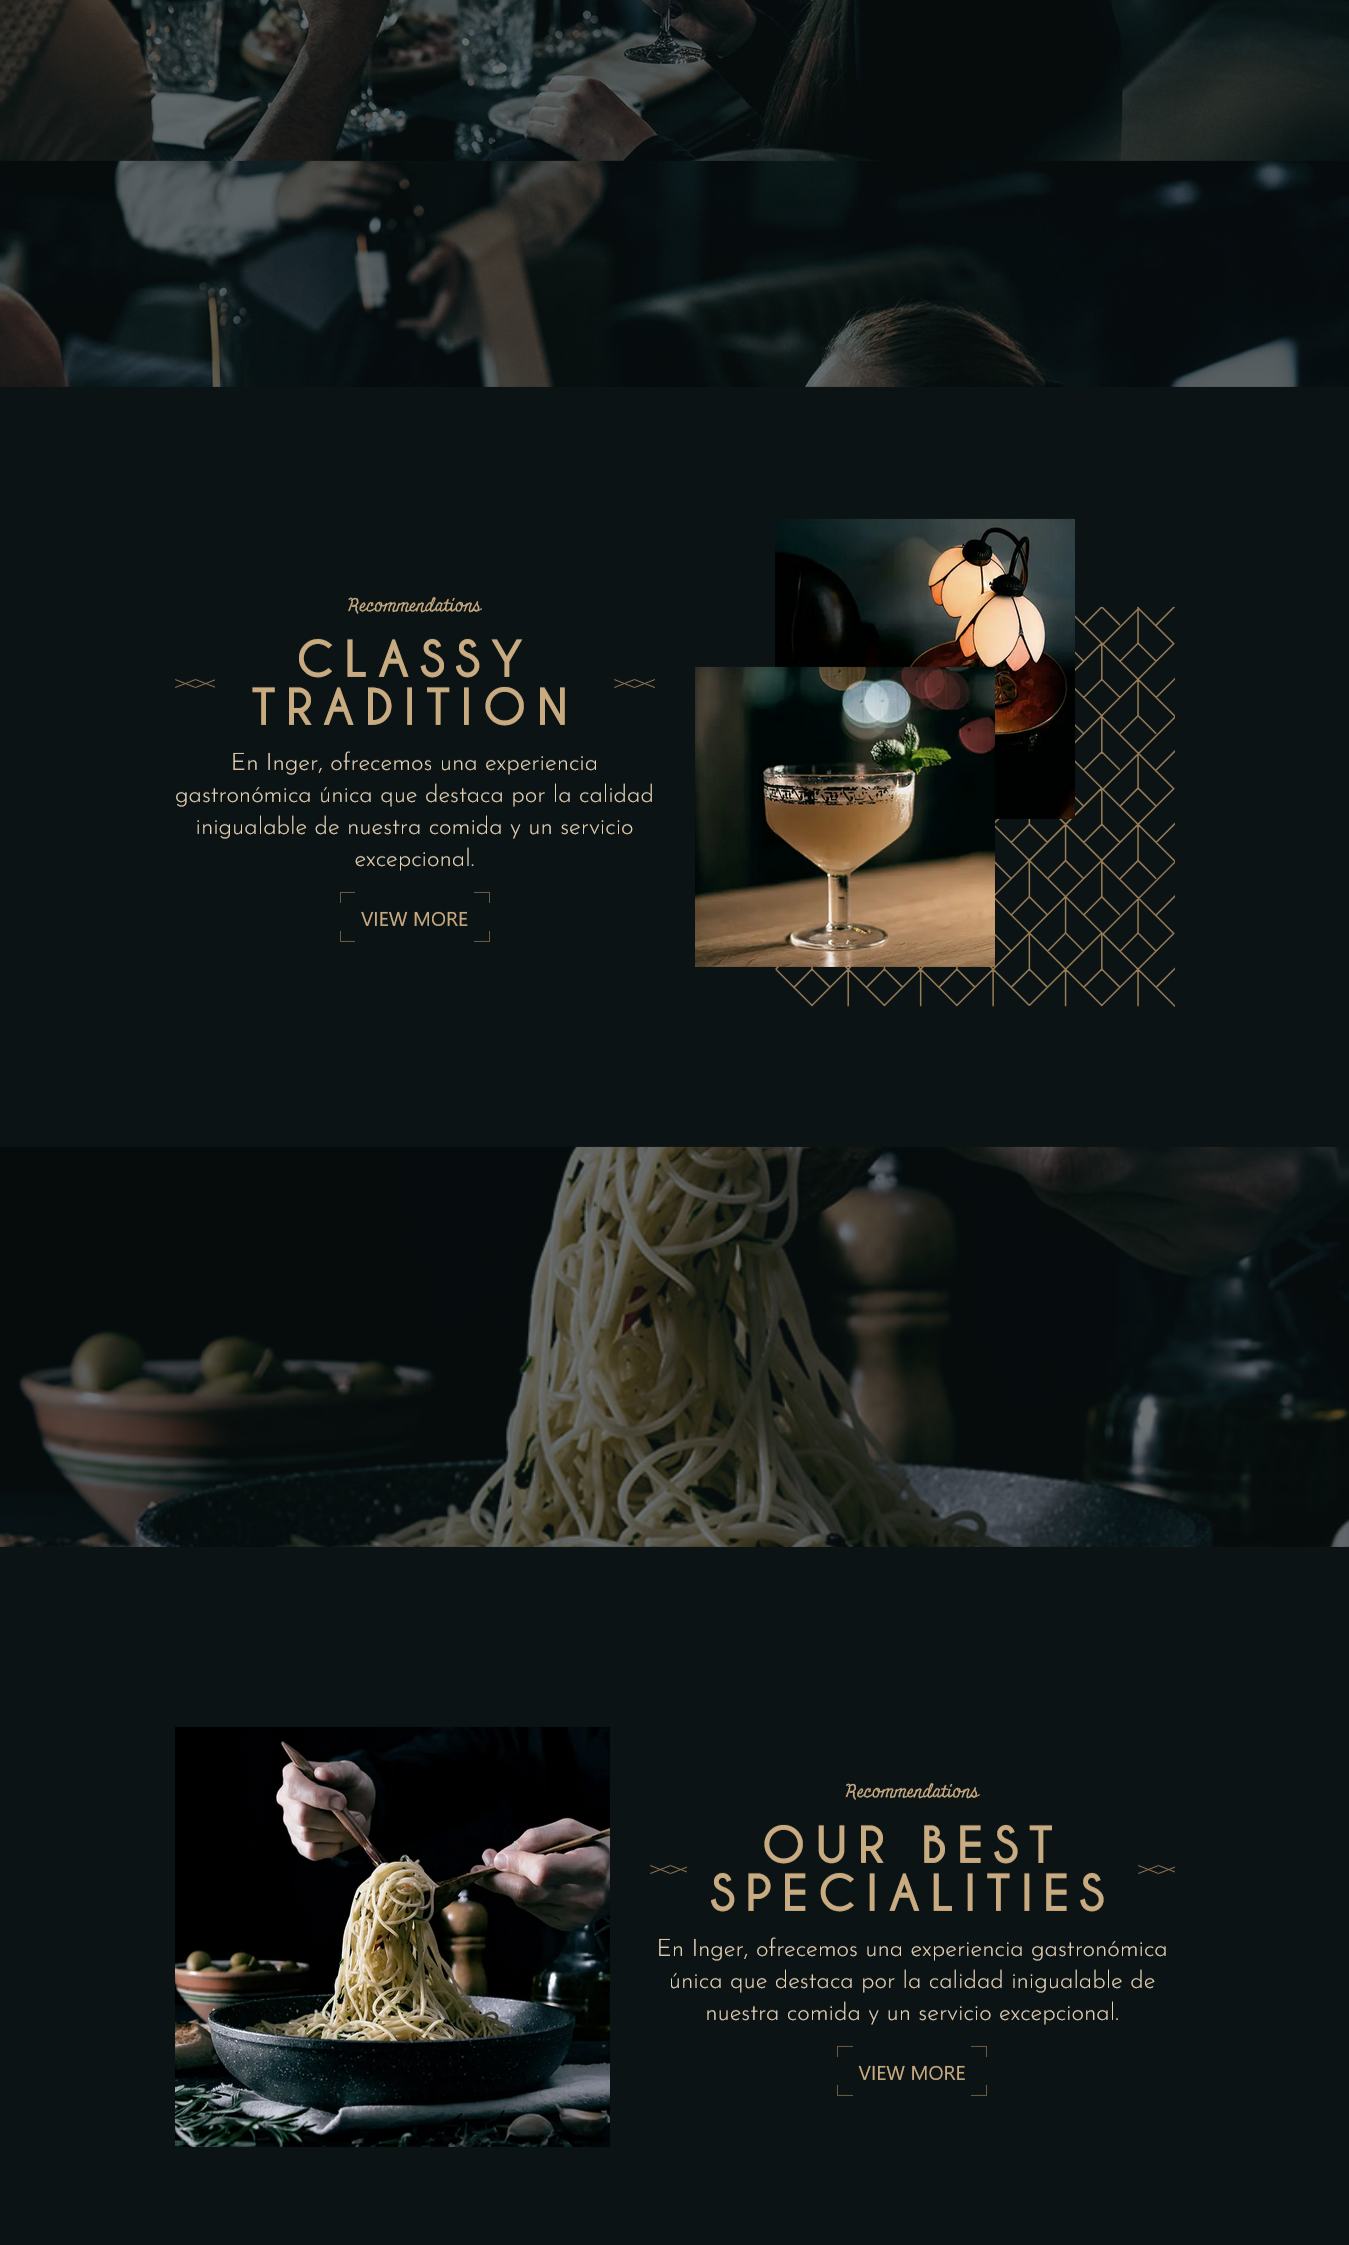 Recommendations
CLASSY
TRADITION
En Inger, ofrecemos una experiencia
gastronómica única que destaca por la calidad
inigualable de nuestra comida y un servicio
excepcional.
VIEW MORE
Recommendations
OUR BEST
SPECIALITIES
En Inger, ofrecemos una experiencia gastronómica
única que destaca por la calidad inigualable de
nuestra comida y un servicio excepcional.
VIEW MORE